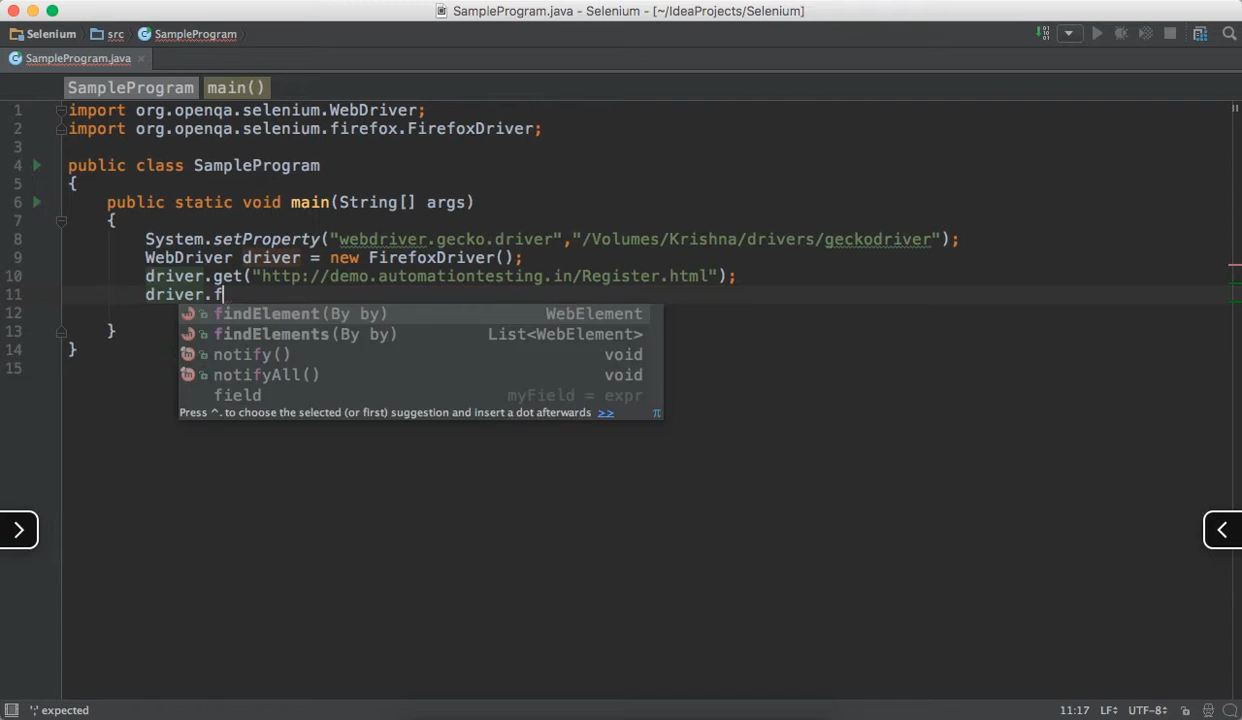 SampleProgram.java - Selenium - [~/IdeaProjects/Selenium]
Selenium src SampleProgram
SampleProgram.java
SampleProgram main()
1 import org.openqa.selenium.WebDriver;
2 import org.openqa.selenium.firefox.FirefoxDriver;
3
4 public class SampleProgram
5 {
6 public static void main(String[] args)
7 {
8 System.setProperty("webdriver.gecko.driver","/Volumes/Krishna/drivers/geckodriver");
9 WebDriver driver = new FirefoxDriver();
10 driver.get("http://demo.automationtesting.in/Register.html");
11 driver.f
12
findElement(By by) WebElement
findElements(By by) List<WebElement>
notify() void
notifyAll() void
field myField = expr
Press ^. to choose the selected (or first) suggestion and insert a dot afterwards >> π
13 }
14 }
15
';' expected 11:17 LF÷ UTF-8÷